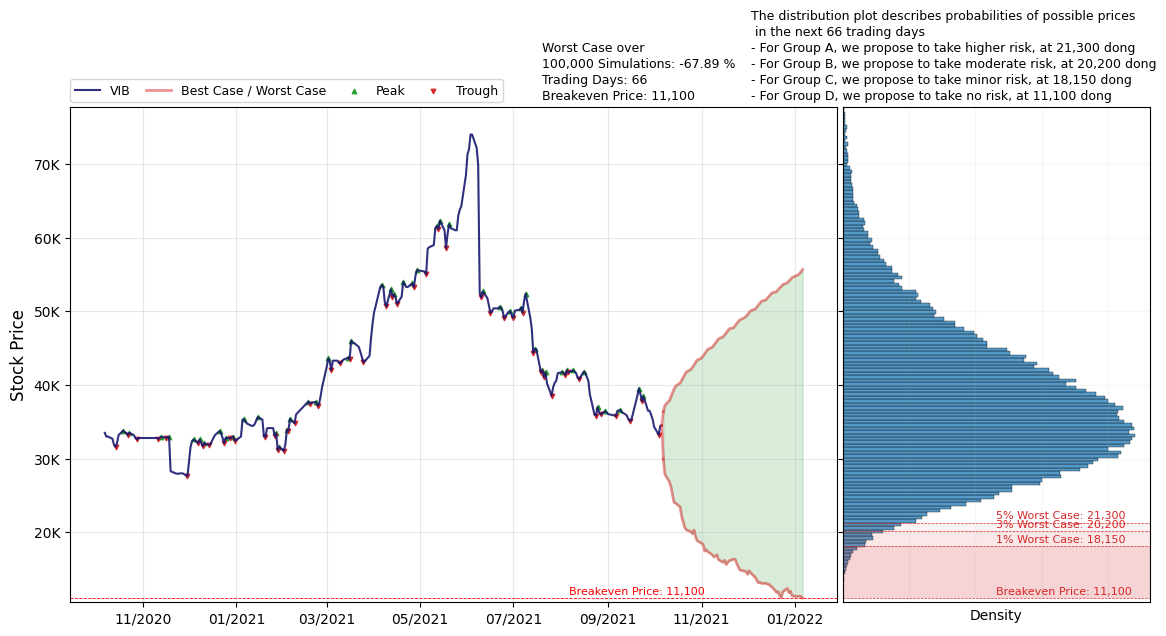 The distribution plot describes probabilities of possible prices
in the next 66 trading days
- For Group A, we propose to take higher risk, at 21,300 dong
- For Group B, we propose to take moderate risk, at 20,200 dong
- For Group C, we propose to take minor risk, at 18,150 dong
- For Group D, we propose to take no risk, at 11,100 dong
Worst Case over
100,000 Simulations: -67.89 %
Trading Days: 66
Breakeven Price: 11,100
VIB
Best Case / Worst Case
Peak
Trough
Stock Price
70K
60K
50K
40K
30K
20K
Breakeven Price: 11,100
11/2020
01/2021
03/2021
05/2021
07/2021
09/2021
11/2021
01/2022
5% Worst Case: 21,300
3% Worst Case: 20,200
1% Worst Case: 18,150
Breakeven Price: 11,100
Density